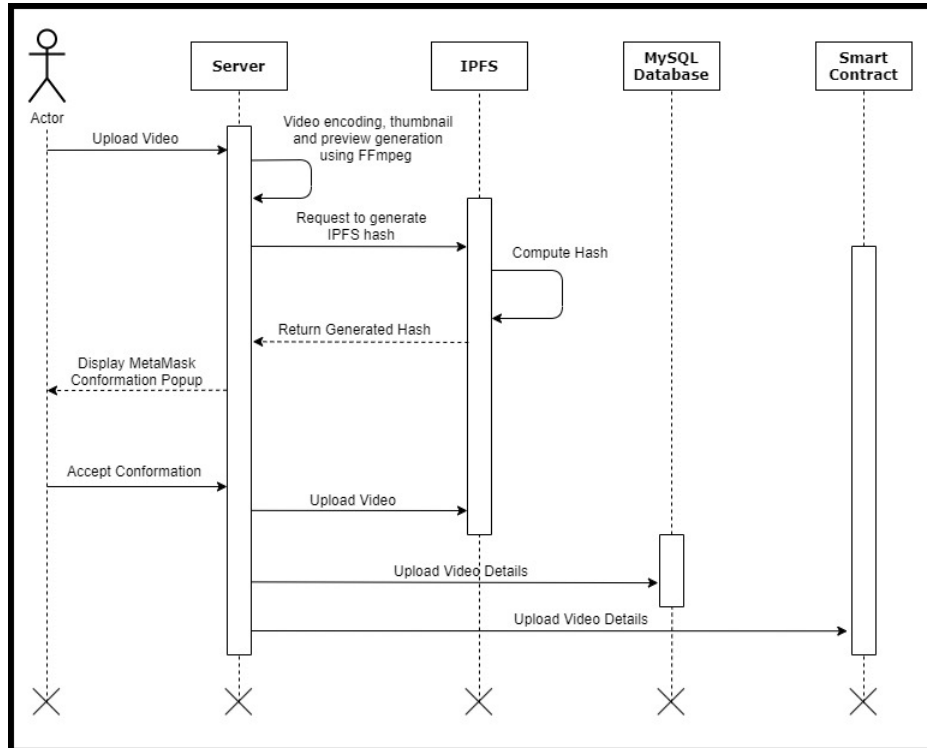 Server
IPFS
MySQL
Database
Smart
Contract
Actor
Upload Video
Video encoding, thumbnail
and preview generation
using FFmpeg
Request to generate
IPFS hash
Compute Hash
Return Generated Hash
Display MetaMask
Conformation Popup
Accept Conformation
Upload Video
Upload Video Details
Upload Video Details